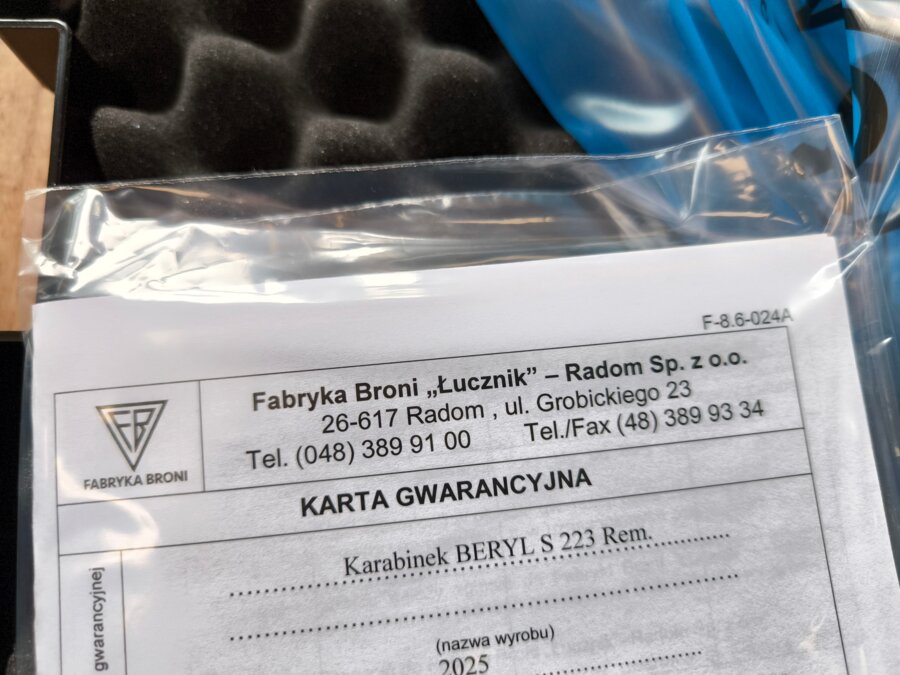 F-8.6-024A
FB
FABRYKA BRONI
Fabryka Broni „Łucznik” – Radom Sp. z o.o.
26-617 Radom , ul. Grobickiego 23
Tel. (048) 389 91 00 Tel./Fax (48) 389 93 34
KARTA GWARANCYJNA
gwarancyjnej
Karabinek BERYL S 223 Rem.
(nazwa wyrobu)
2025